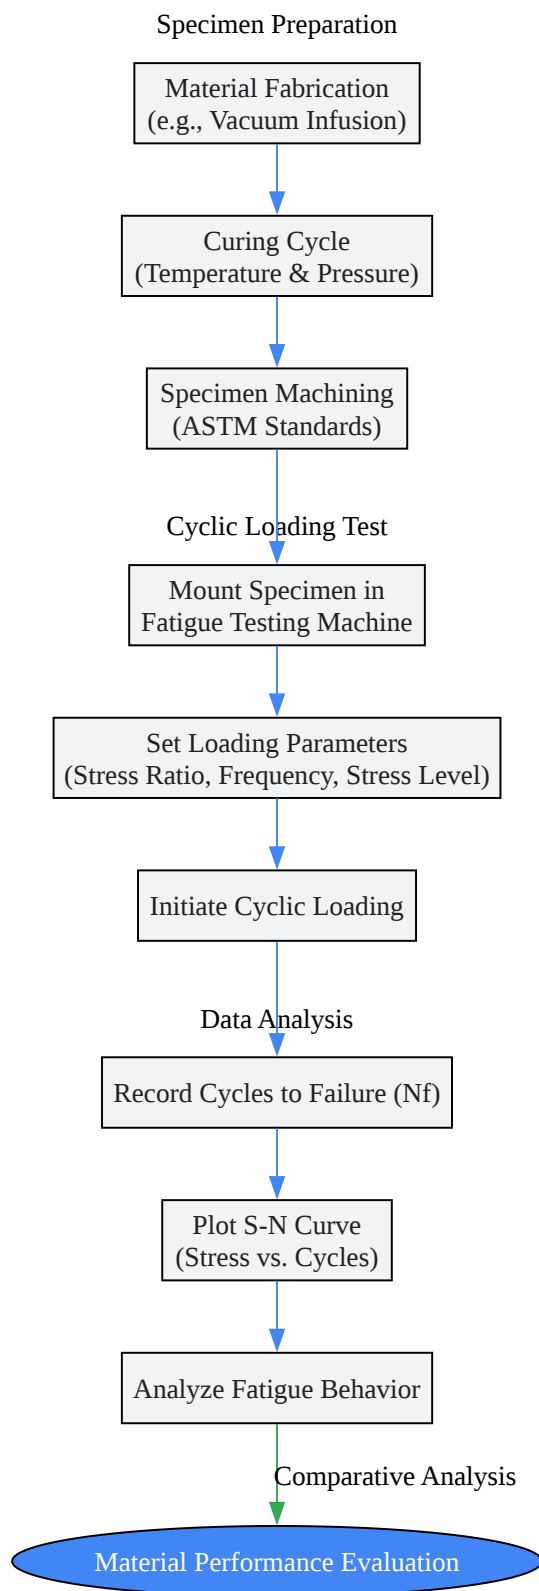 Specimen Preparation
Material Fabrication
(e.g., Vacuum Infusion)
Curing Cycle
(Temperature & Pressure)
Specimen Machining
(ASTM Standards)
Cyclic Loading Test
Mount Specimen in
Fatigue Testing Machine
Set Loading Parameters
(Stress Ratio, Frequency, Stress Level)
Initiate Cyclic Loading
Data Analysis
Record Cycles to Failure (Nf)
Plot S-N Curve
(Stress vs. Cycles)
Analyze Fatigue Behavior
Comparative Analysis
Material Performance Evaluation